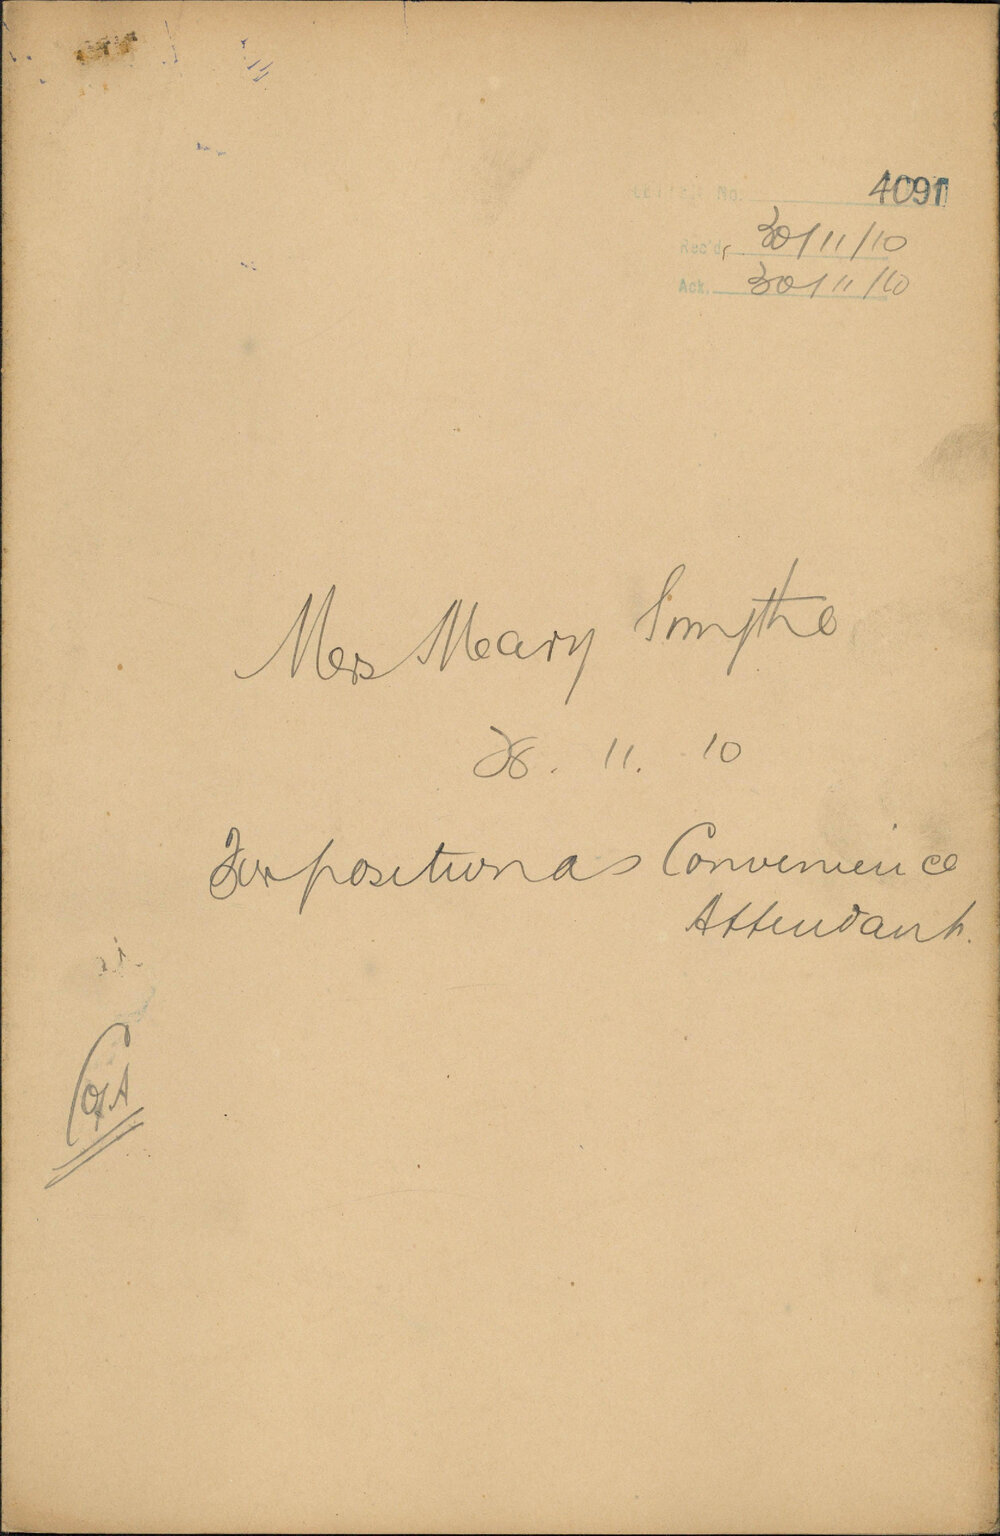 No. 4091
Rec'd, 30/11/10
Ack. 30/11/10
Mrs Mary Smythe
28. 11. 10
For position as Convenience
Attendant.